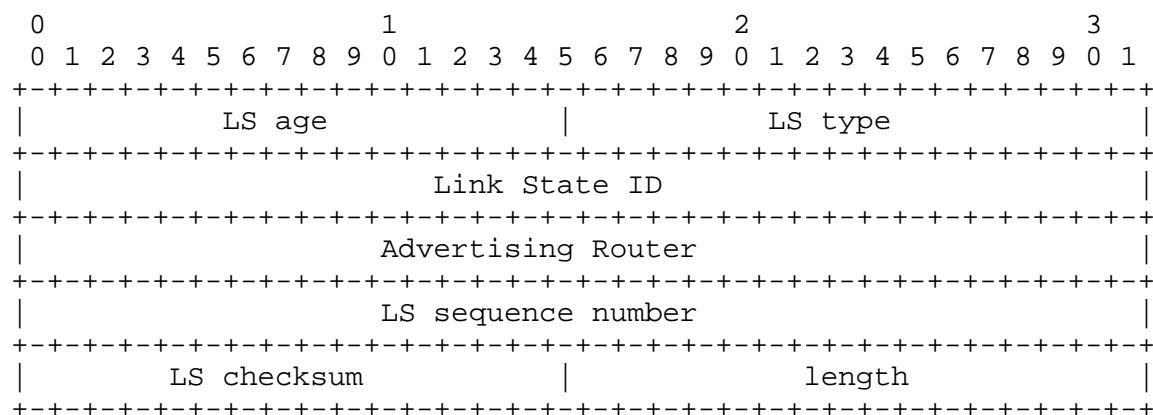 0                   1                   2                   3
 0 1 2 3 4 5 6 7 8 9 0 1 2 3 4 5 6 7 8 9 0 1 2 3 4 5 6 7 8 9 0 1
+-+-+-+-+-+-+-+-+-+-+-+-+-+-+-+-+-+-+-+-+-+-+-+-+-+-+-+-+-+-+-+-+
|           LS age              |           LS type             |
+-+-+-+-+-+-+-+-+-+-+-+-+-+-+-+-+-+-+-+-+-+-+-+-+-+-+-+-+-+-+-+-+
|                       Link State ID                           |
+-+-+-+-+-+-+-+-+-+-+-+-+-+-+-+-+-+-+-+-+-+-+-+-+-+-+-+-+-+-+-+-+
|                    Advertising Router                         |
+-+-+-+-+-+-+-+-+-+-+-+-+-+-+-+-+-+-+-+-+-+-+-+-+-+-+-+-+-+-+-+-+
|                    LS sequence number                         |
+-+-+-+-+-+-+-+-+-+-+-+-+-+-+-+-+-+-+-+-+-+-+-+-+-+-+-+-+-+-+-+-+
|        LS checksum            |             length            |
+-+-+-+-+-+-+-+-+-+-+-+-+-+-+-+-+-+-+-+-+-+-+-+-+-+-+-+-+-+-+-+-+